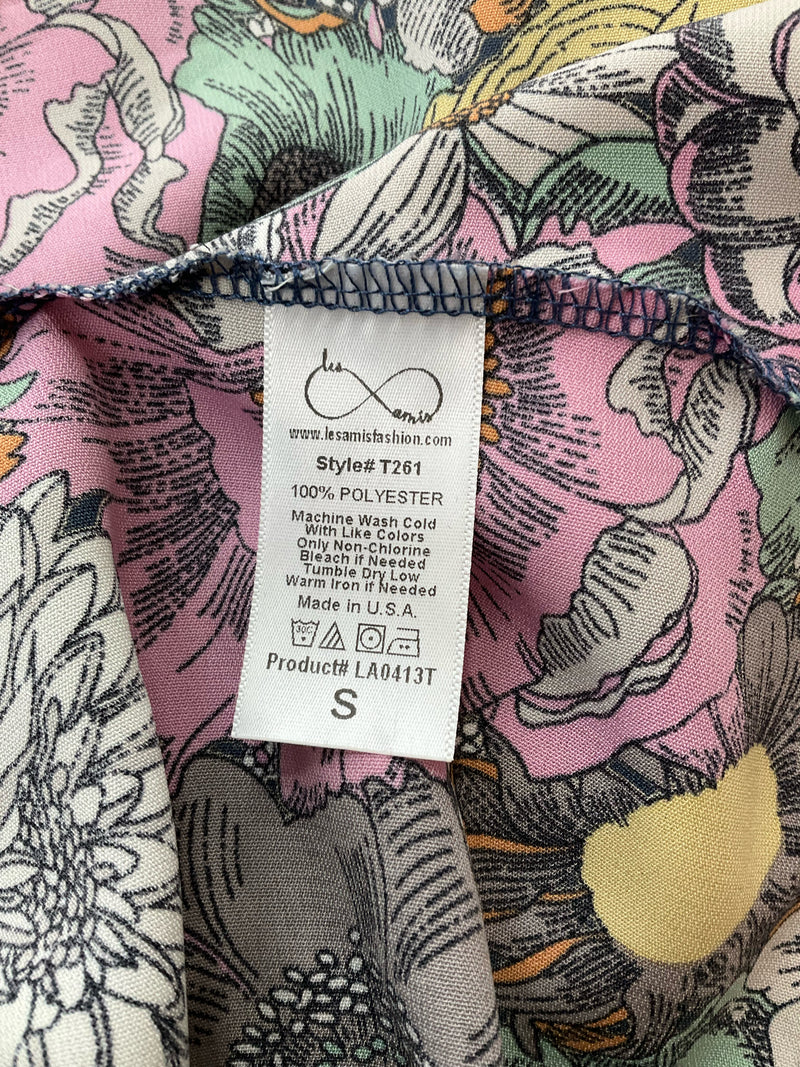 les
amis
www.lesamisfashion.com
Style# T261
100% POLYESTER
Machine Wash Cold
With Like Colors
Only Non-Chlorine
Bleach if Needed
Tumble Dry Low
Warm Iron if Needed
Made in U.S.A.
30C
Product# LA0413T
S